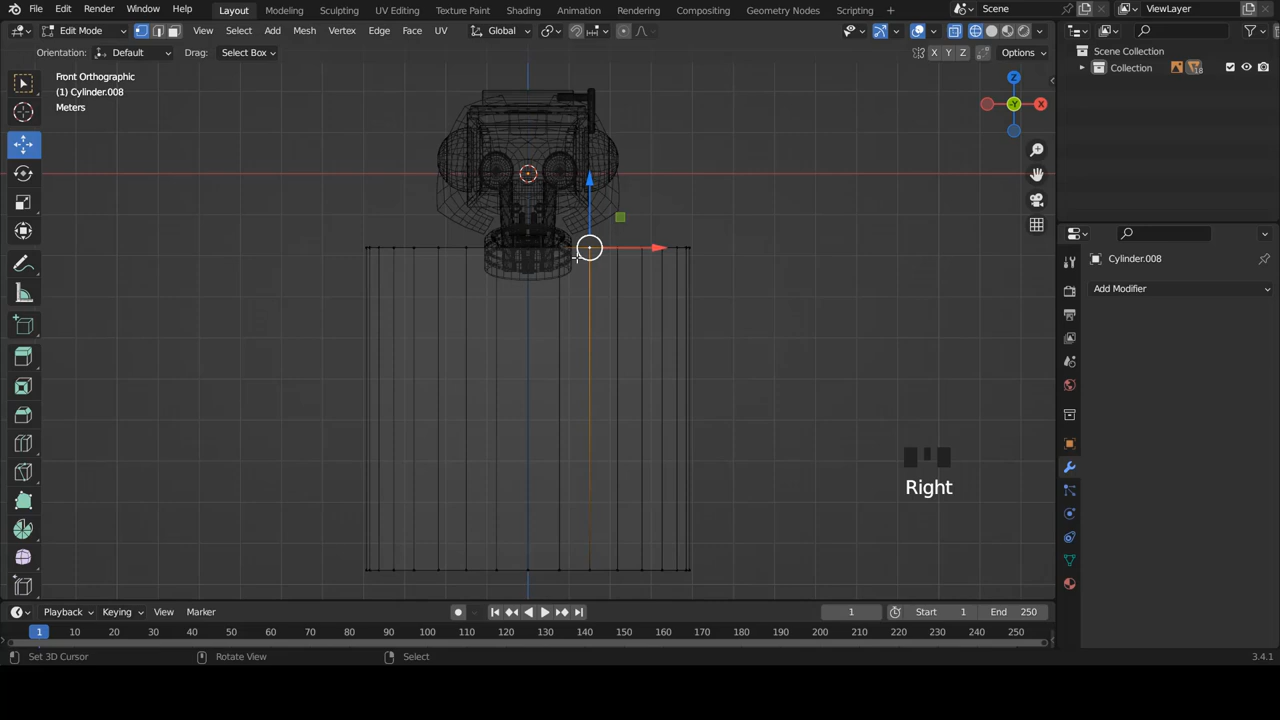 File Edit Render Window Help Layout Modeling Sculpting UV Editing Texture Paint Shading Animation Rendering Compositing Geometry Nodes Scripting + Scene ViewLayer
Edit Mode View Select Add Mesh Vertex Edge Face UV Global
Orientation: Default Drag: Select Box X Y Z Options
Scene Collection
Collection 18
Front Orthographic
(1) Cylinder.008
Meters
Z
Y X
Cylinder.008
Add Modifier
Right
Playback Keying View Marker 1 Start 1 End 250
1 10 20 30 40 50 60 70 80 90 100 110 120 130 140 150 160 170 180 190 200 210 220 230 240 250
Set 3D Cursor Rotate View Select 3.4.1